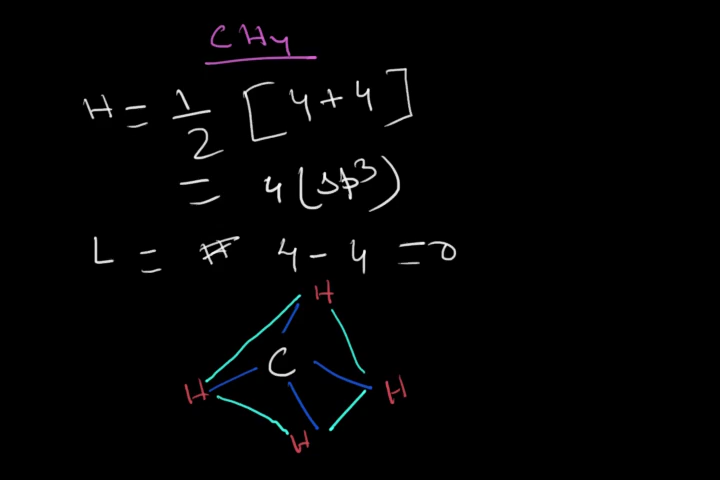 CH4
H = 1/2 [4+4]
= 4(sp3)
L = 4 - 4 = 0
H
C
H H
H